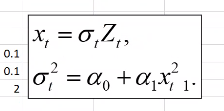 x_t = σ_t Z_t,
0.1
0.1
σ_t^2 = α_0 + α_1 x_{t 1}^2.
2